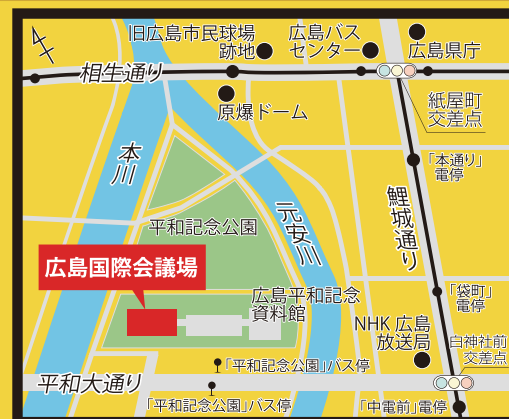 旧広島市民球場
跡地
広島バス
センター
広島県庁
相生通り
原爆ドーム
紙屋町
交差点
本川
「本通り」
電停
鯉城通り
元安川
平和記念公園
広島国際会議場
広島平和記念
資料館
「袋町」
電停
NHK 広島
放送局
白神社前
交差点
「平和記念公園」バス停
平和大通り
「平和記念公園」バス停
「中電前」電停